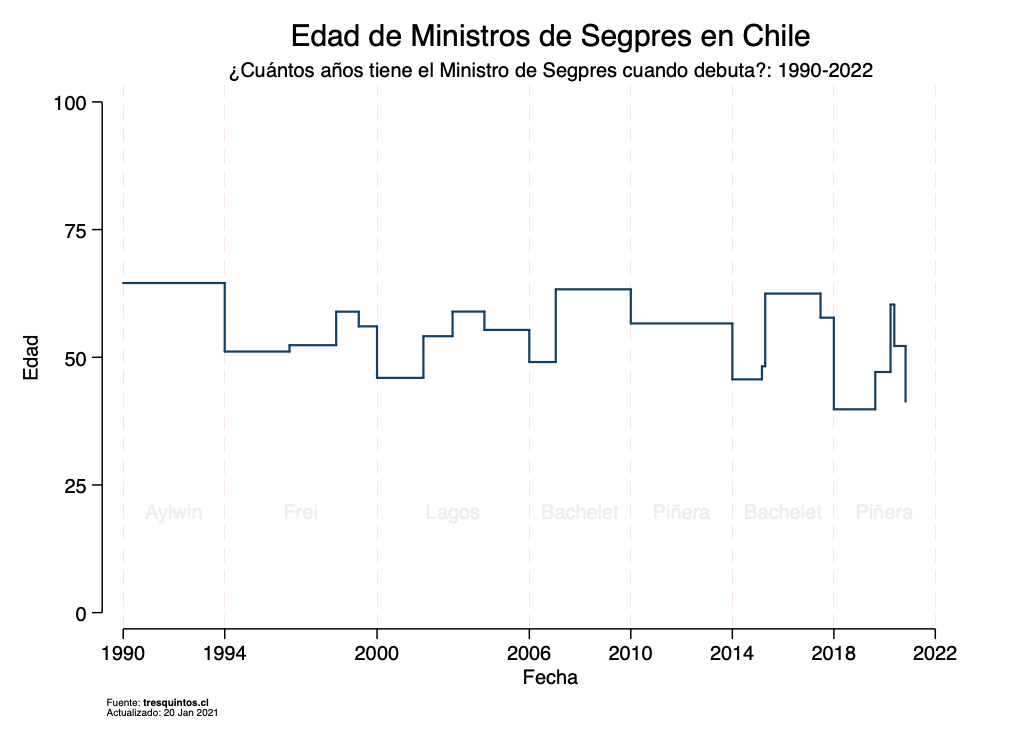 Edad de Ministros de Segpres en Chile
¿Cuántos años tiene el Ministro de Segpres cuando debuta?: 1990-2022
100
75
50
25
0
Edad
Aylwin Frei Lagos Bachelet Piñera Bachelet Piñera
1990 1994 2000 2006 2010 2014 2018 2022
Fecha
Fuente: tresquintos.cl
Actualizado: 20 Jan 2021